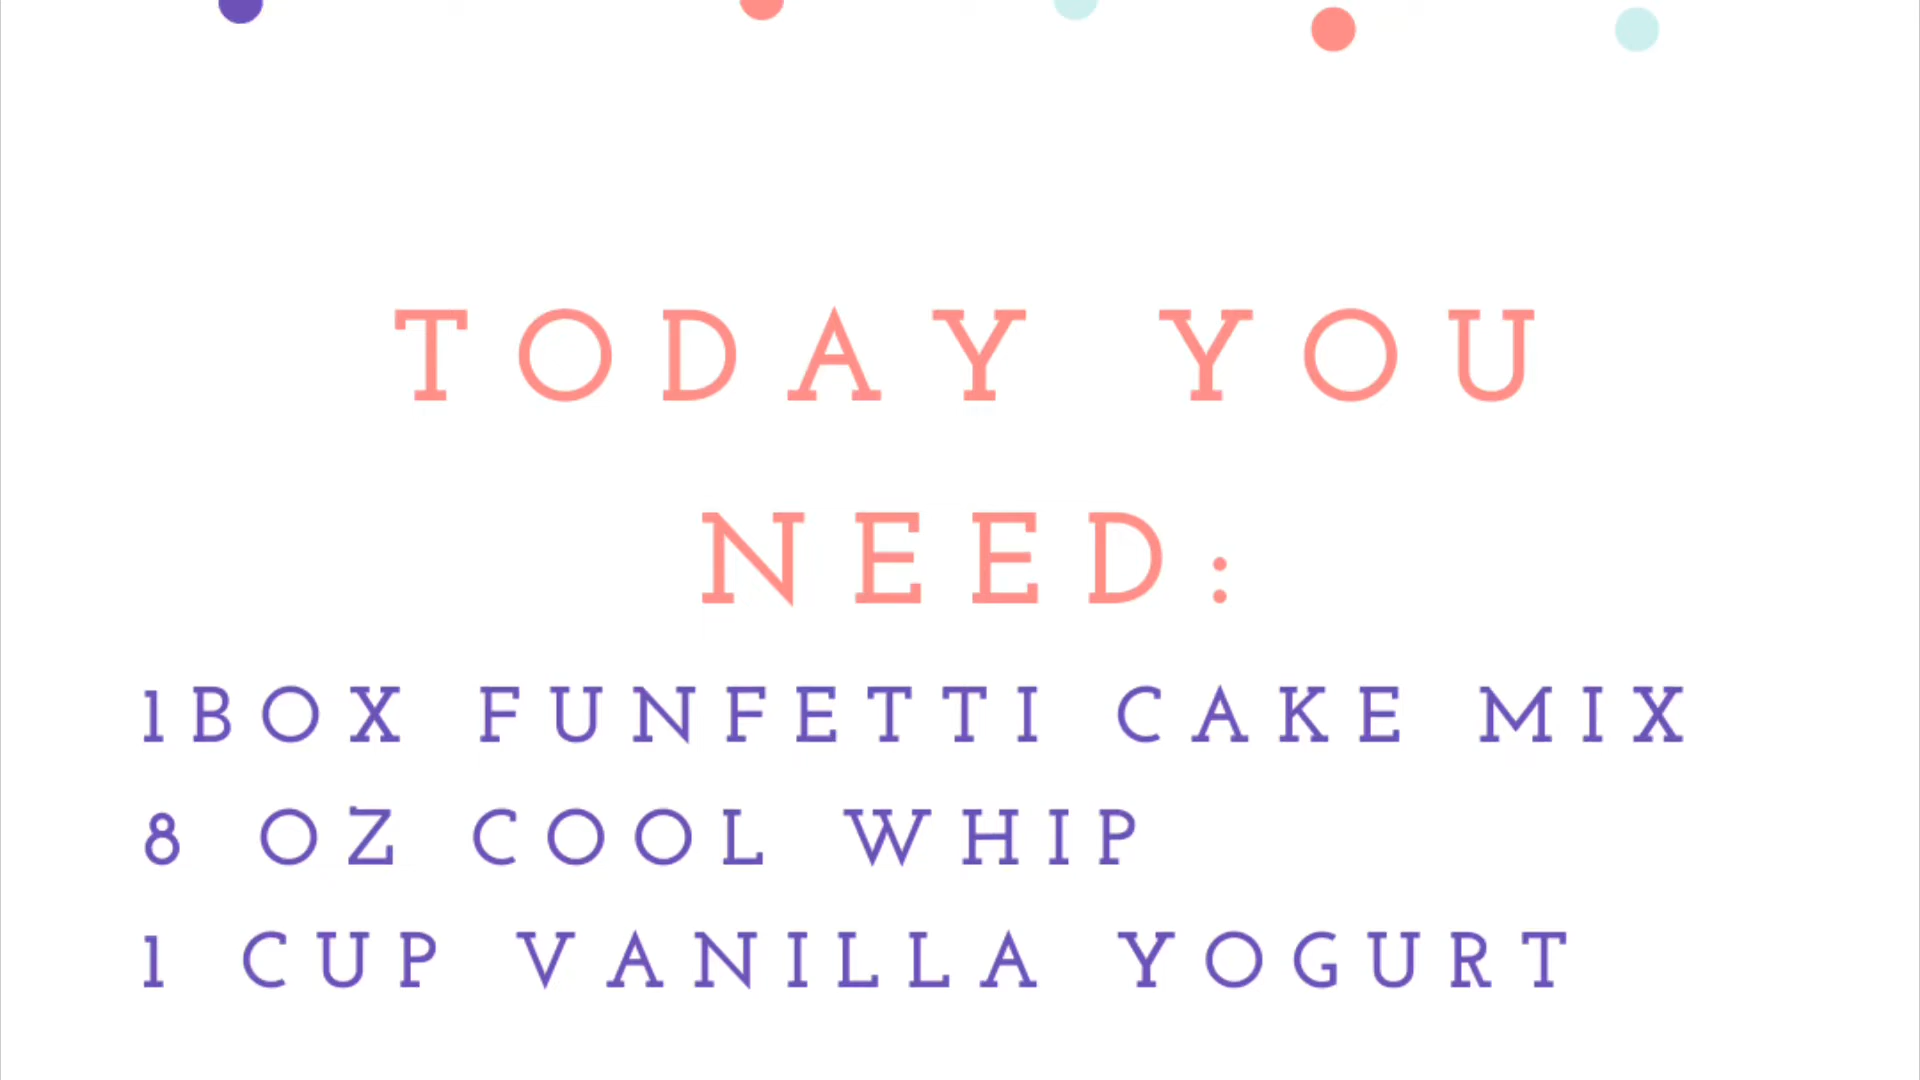 TODAY YOU
NEED:
1BOX FUNFETTI CAKE MIX
8 OZ COOL WHIP
1 CUP VANILLA YOGURT